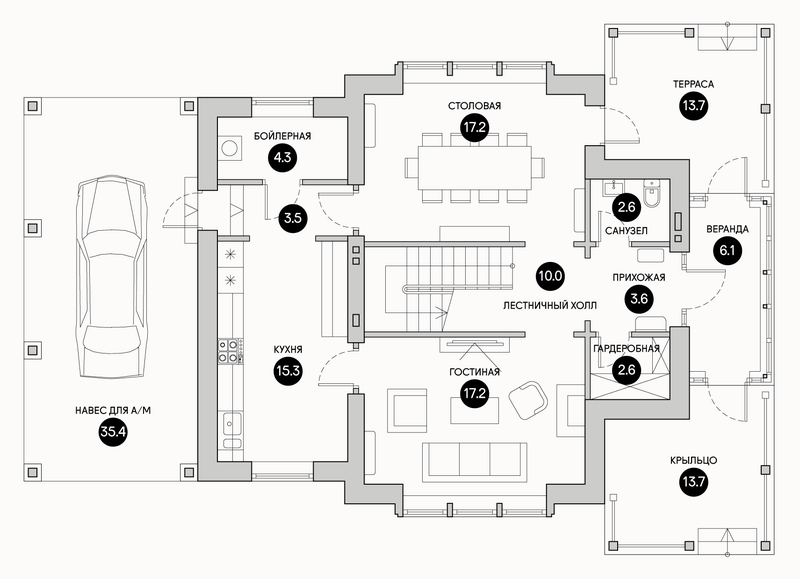 ТЕРРАСА
13.7
СТОЛОВАЯ
17.2
БОЙЛЕРНАЯ
4.3
3.5
2.6
САНУЗЕЛ
ВЕРАНДА
6.1
10.0
ЛЕСТНИЧНЫЙ ХОЛЛ
ПРИХОЖАЯ
3.6
КУХНЯ
15.3
ГАРДЕРОБНАЯ
2.6
ГОСТИНАЯ
17.2
НАВЕС ДЛЯ А/М
35.4
КРЫЛЬЦО
13.7